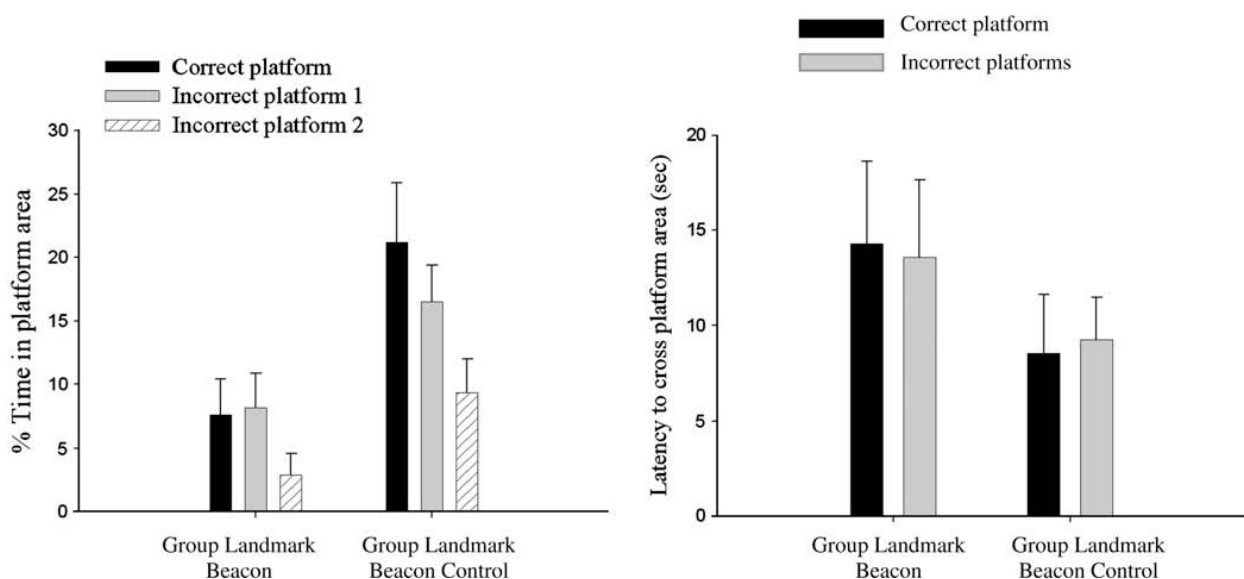 Correct platform
Incorrect platform 1
Incorrect platform 2
% Time in platform area
30
25
20
15
10
5
0
Group Landmark
Beacon
Group Landmark
Beacon Control
Correct platform
Incorrect platforms
Latency to cross platform area (sec)
20
15
10
5
0
Group Landmark
Beacon
Group Landmark
Beacon Control